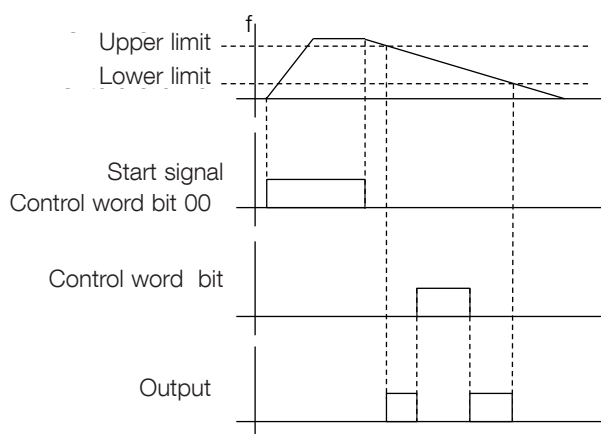 f
Upper limit
Lower limit
Start signal
Control word bit 00
Control word bit
Output